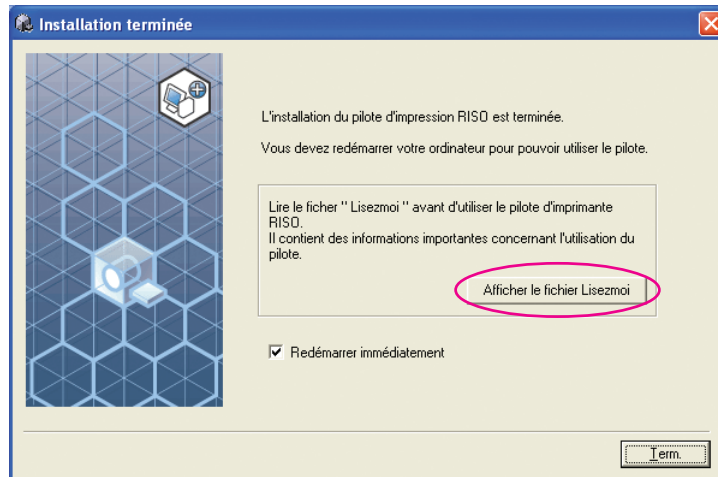 Installation terminée
L'installation du pilote d'impression RISO est terminée.
Vous devez redémarrer votre ordinateur pour pouvoir utiliser le pilote.
Lire le ficher " Lisezmoi " avant d'utiliser le pilote d'imprimante
RISO.
Il contient des informations importantes concernant l'utilisation du
pilote.
Afficher le fichier Lisezmoi
Redémarrer immédiatement
Term.